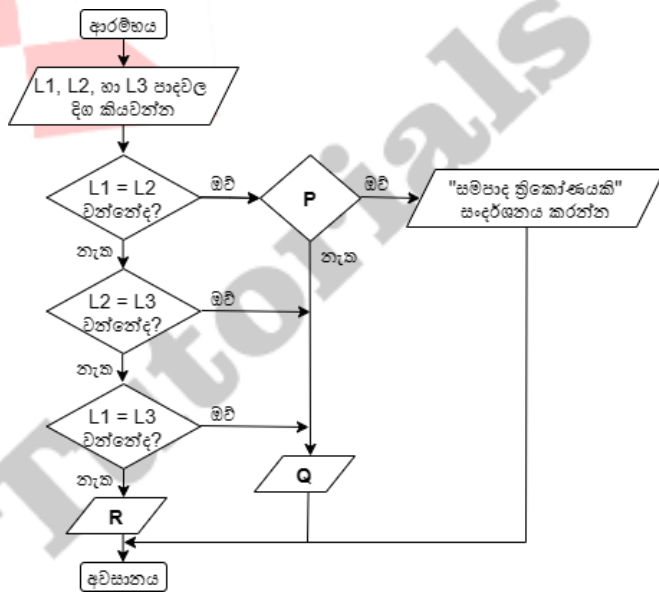 ආරම්භය
L1, L2, හා L3 පාදවල
දිග කියවන්න
L1 = L2
වන්නේද?
ඔව්
P
ඔව්
"සමපාද ත්‍රිකෝණයකි"
සංදර්ශනය කරන්න
නැත
නැත
L2 = L3
වන්නේද?
ඔව්
නැත
L1 = L3
වන්නේද?
ඔව්
නැත
Q
R
අවසානය
Tutorials